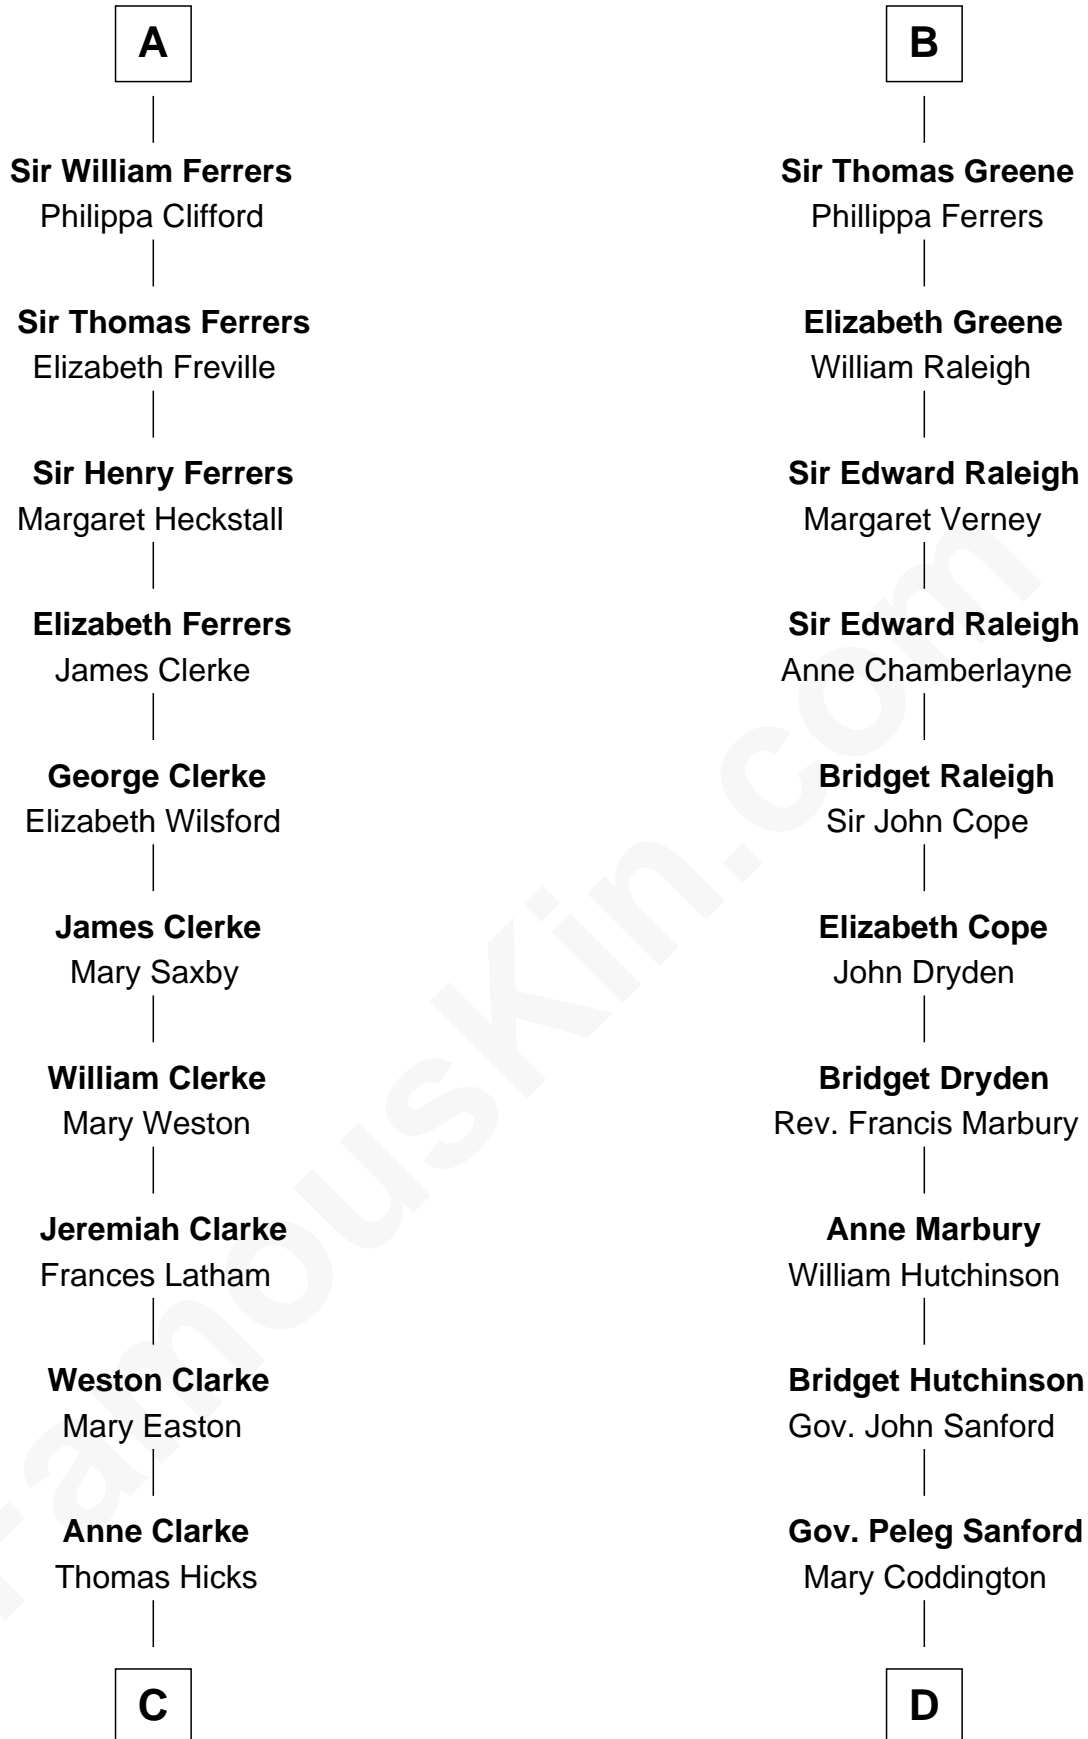 A
Sir William Ferrers
Philippa Clifford
Sir Thomas Ferrers
Elizabeth Freville
Sir Henry Ferrers
Margaret Heckstall
Elizabeth Ferrers
James Clerke
George Clerke
Elizabeth Wilsford
James Clerke
Mary Saxby
William Clerke
Mary Weston
Jeremiah Clarke
Frances Latham
Weston Clarke
Mary Easton
Anne Clarke
Thomas Hicks
C
B
Sir Thomas Greene
Phillippa Ferrers
Elizabeth Greene
William Raleigh
Sir Edward Raleigh
Margaret Verney
Sir Edward Raleigh
Anne Chamberlayne
Bridget Raleigh
Sir John Cope
Elizabeth Cope
John Dryden
Bridget Dryden
Rev. Francis Marbury
Anne Marbury
William Hutchinson
Bridget Hutchinson
Gov. John Sanford
Gov. Peleg Sanford
Mary Coddington
D
FamousKin.com